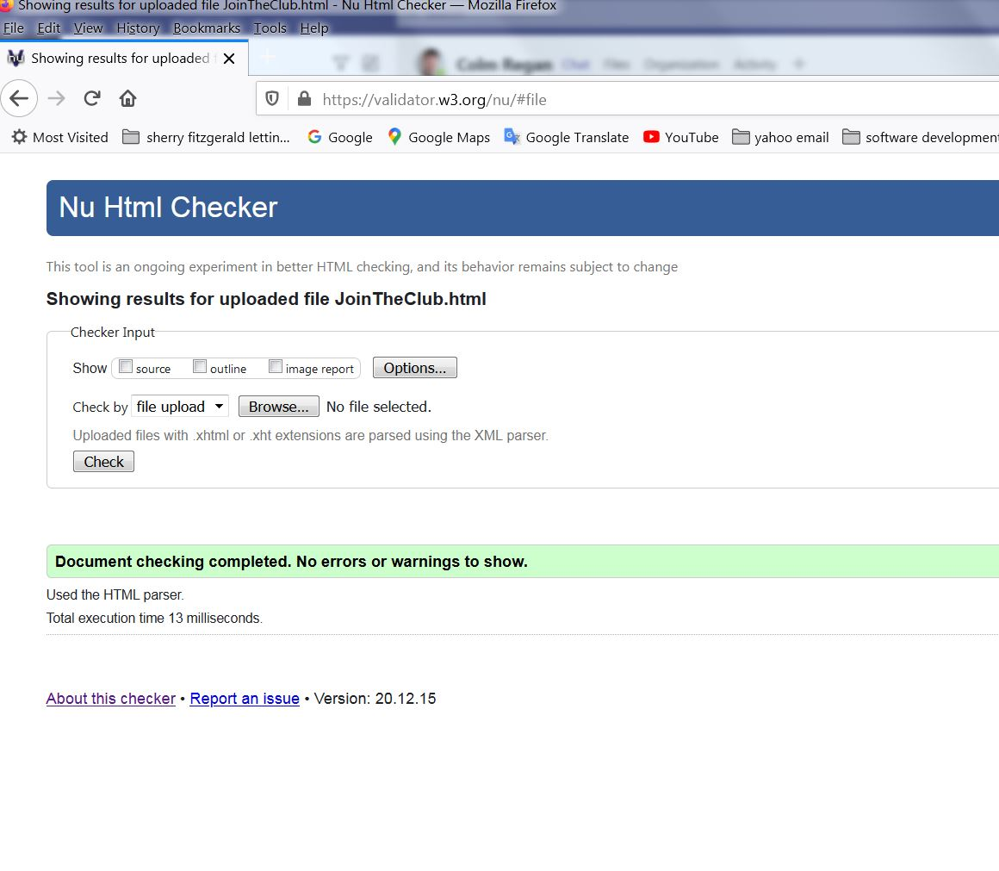 Showing results for uploaded file JoinTheClub.html - Nu Html Checker — Mozilla Firefox
File Edit View History Bookmarks Tools Help
Showing results for uploaded
Colm Regan Chat Files Organization Activity +
https://validator.w3.org/nu/#file
Most Visited sherry fitzgerald lettin... Google Google Maps Google Translate YouTube yahoo email software development
Nu Html Checker
This tool is an ongoing experiment in better HTML checking, and its behavior remains subject to change
Showing results for uploaded file JoinTheClub.html
Checker Input
Show source outline image report Options...
Check by file upload Browse... No file selected.
Uploaded files with .xhtml or .xht extensions are parsed using the XML parser.
Check
Document checking completed. No errors or warnings to show.
Used the HTML parser.
Total execution time 13 milliseconds.
About this checker • Report an issue • Version: 20.12.15